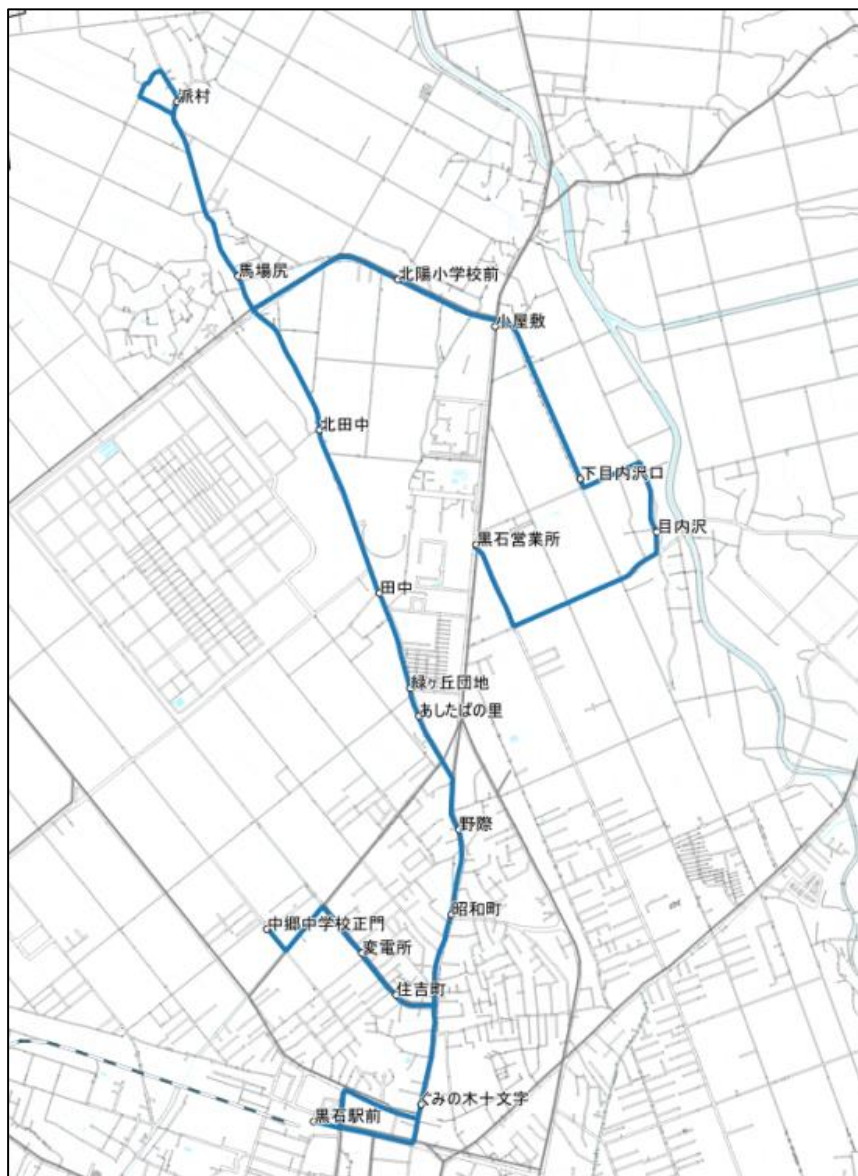 派村
馬場尻
北陽小学校前
小屋敷
北田中
下目内沢口
目内沢
黒石営業所
田中
緑ヶ丘団地
あしたばの里
野際
昭和町
中郷中学校正門
変電所
住吉町
ぐみの木十文字
黒石駅前